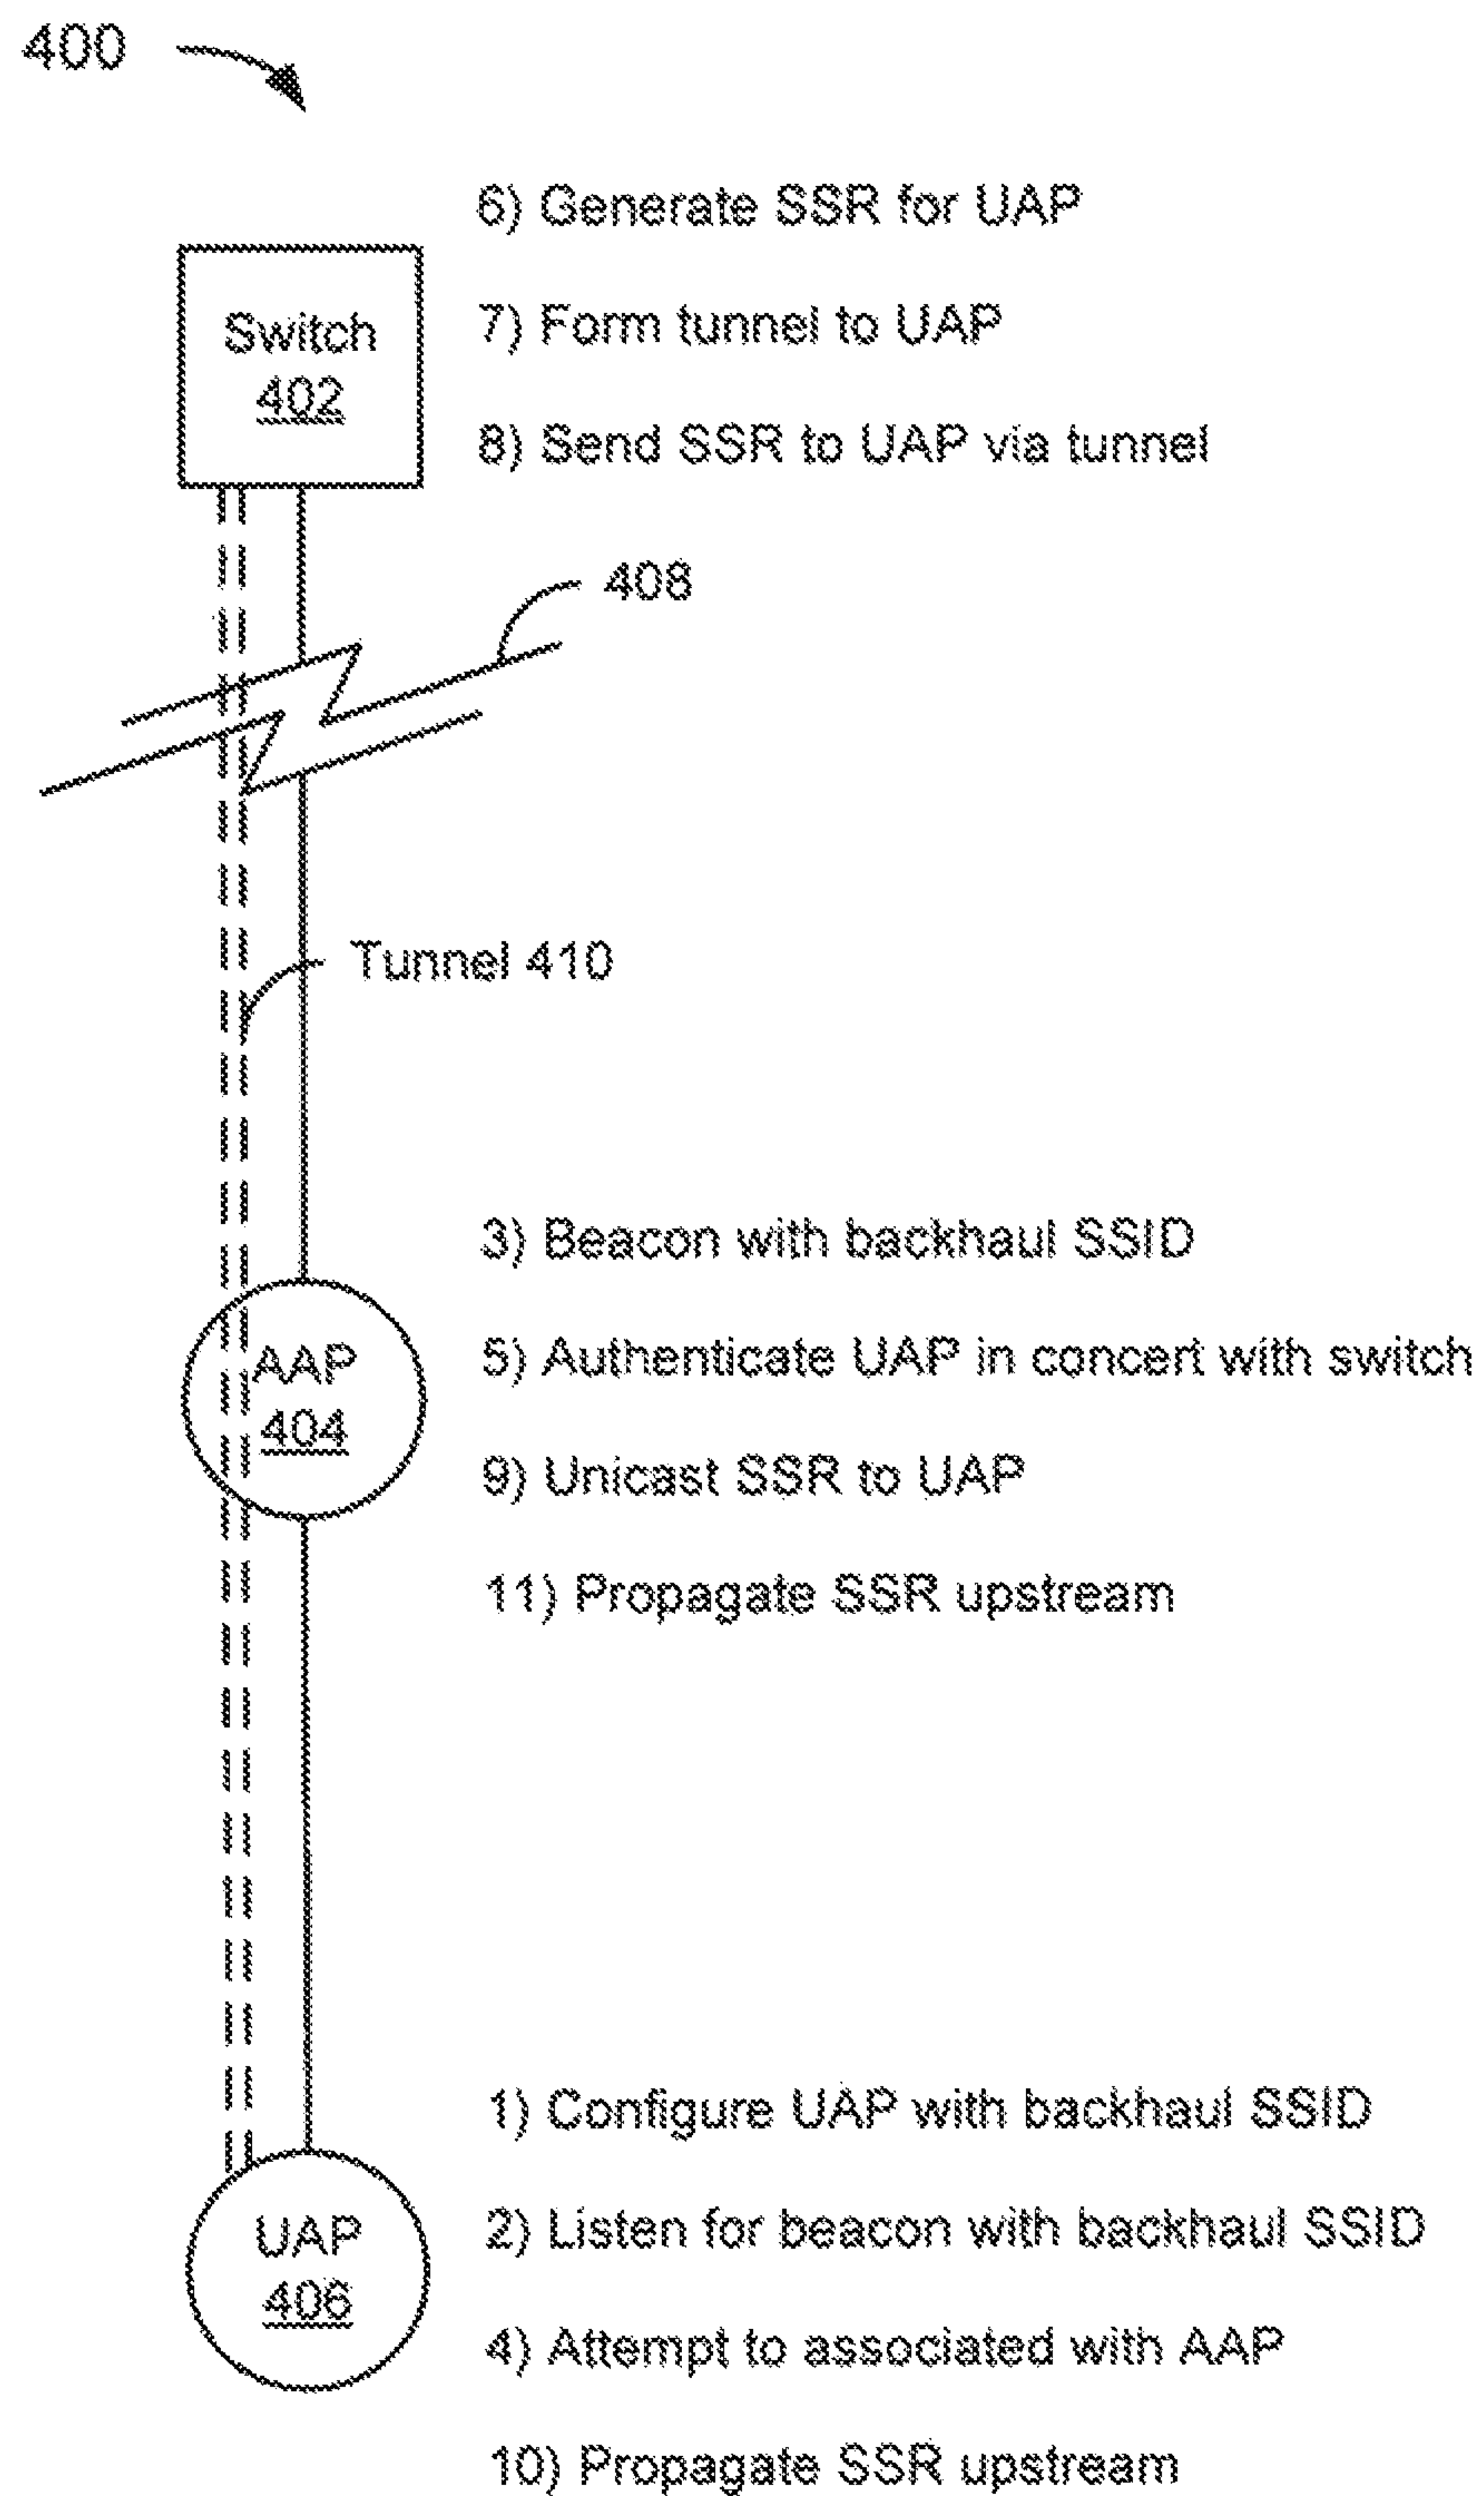 400
6) Generate SSR for UAP
Switch
402
7) Form tunnel to UAP
8) Send SSR to UAP via tunnel
408
Tunnel 410
3) Beacon with backhaul SSID
AAP
404
5) Authenticate UAP in concert with switch
9) Unicast SSR to UAP
11) Propagate SSR upstream
1) Configure UAP with backhaul SSID
UAP
406
2) Listen for beacon with backhaul SSID
4) Attempt to associated with AAP
10) Propagate SSR upstream